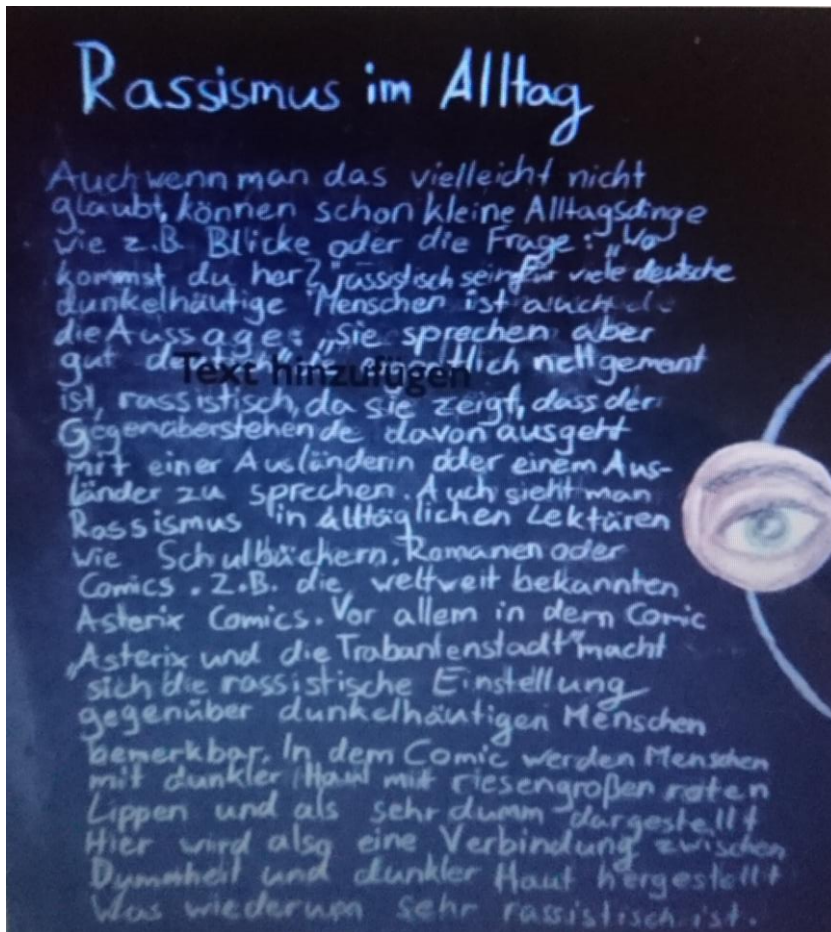 Rassismus im Alltag
Auch wenn man das vielleicht nicht
glaubt, können schon kleine Alltagsdinge
wie z.B. Blicke oder die Frage: „Wo
kommst du her?" rassistisch sein für viele deutsche
dunkelhäutige Menschen ist auch
die Aussage: „sie sprechen aber
gut deutsch" nett gemeint
Text hinzufügen
ist, rassistisch, da sie zeigt, dass der
Gegenüberstehende davon ausgeht
mit einer Ausländerin oder einem Aus-
länder zu sprechen. Auch sieht man
Rassismus in alltäglichen Lektüren
wie Schulbüchern, Romanen oder
Comics. Z.B. die weltweit bekannten
Asterix Comics. Vor allem in dem Comic
„Asterix und die Trabantenstadt" macht
sich die rassistische Einstellung
gegenüber dunkelhäutigen Menschen
bemerkbar. In dem Comic werden Menschen
mit dunkler Haut mit riesengroßen roten
Lippen und als sehr dumm dargestellt
Hier wird also eine Verbindung zwischen
Dummheit und dunkler Haut hergestellt
Was wiederum sehr rassistisch ist.